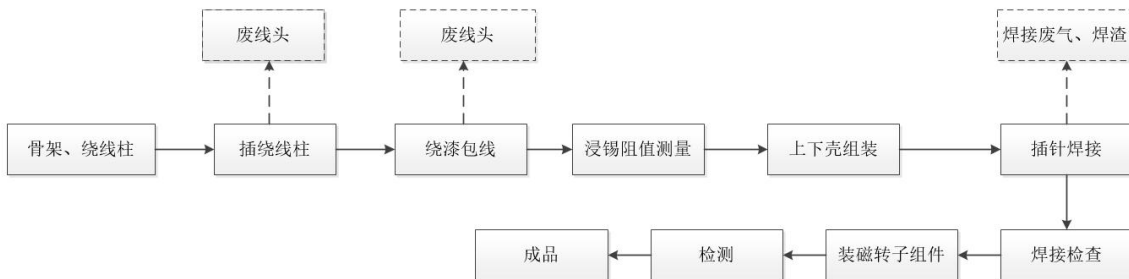 废线头
废线头
焊接废气、焊渣
骨架、绕线柱
插绕线柱
绕漆包线
浸锡阻值测量
上下壳组装
插针焊接
成品
检测
装磁转子组件
焊接检查